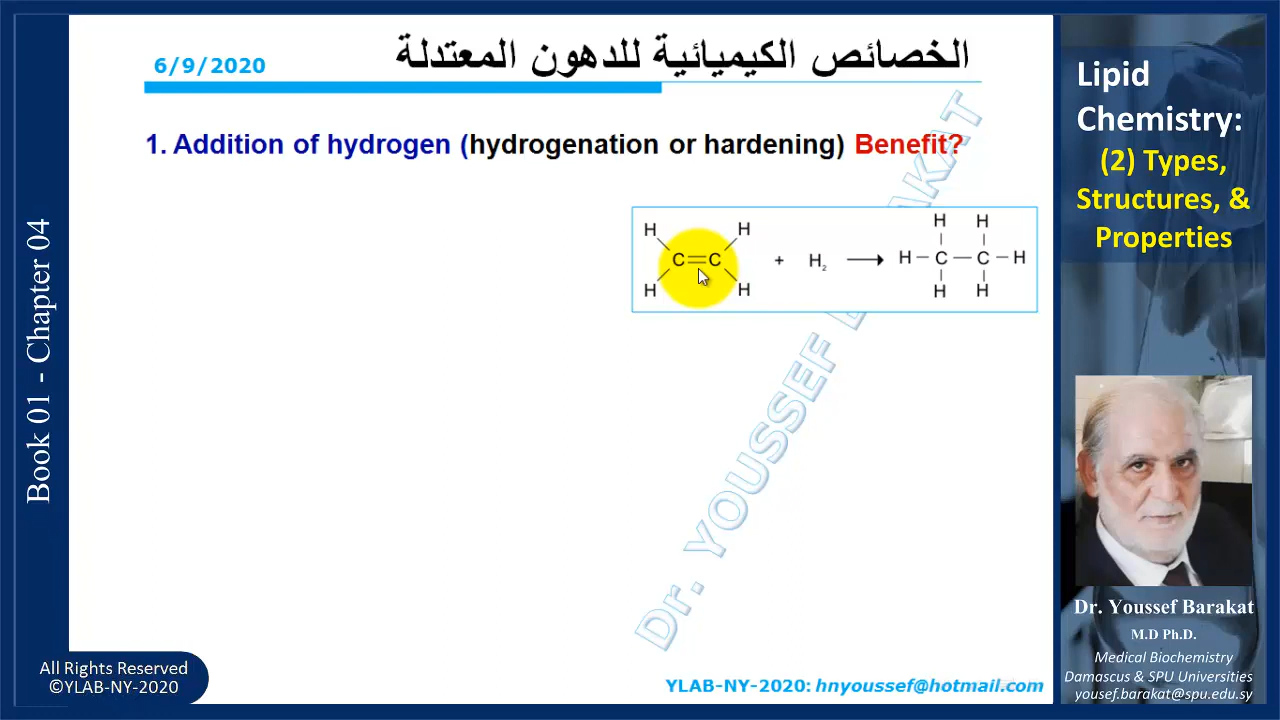 الخصائص الكيميائية للدهون المعتدلة
6/9/2020
1. Addition of hydrogen (hydrogenation or hardening) Benefit?
H H H H
C=C + H2 → H – C – C – H
H H H H
Dr. YOUSSEF BARAKAT
YLAB-NY-2020: hnyoussef@hotmail.com
Book 01 - Chapter 04
All Rights Reserved
©YLAB-NY-2020
Lipid
Chemistry:
(2) Types,
Structures, &
Properties
Dr. Youssef Barakat
M.D Ph.D.
Medical Biochemistry
Damascus & SPU Universities
yousef.barakat@spu.edu.sy